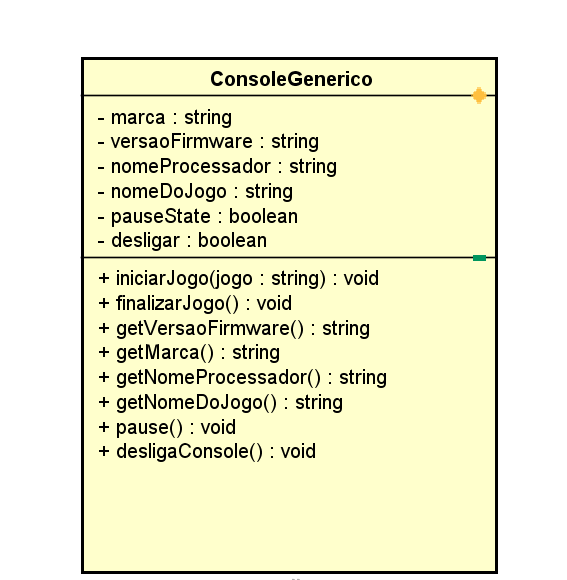 ConsoleGenerico
- marca : string
- versaoFirmware : string
- nomeProcessador : string
- nomeDoJogo : string
- pauseState : boolean
- desligar : boolean
+ iniciarJogo(jogo : string) : void
+ finalizarJogo() : void
+ getVersaoFirmware() : string
+ getMarca() : string
+ getNomeProcessador() : string
+ getNomeDoJogo() : string
+ pause() : void
+ desligaConsole() : void